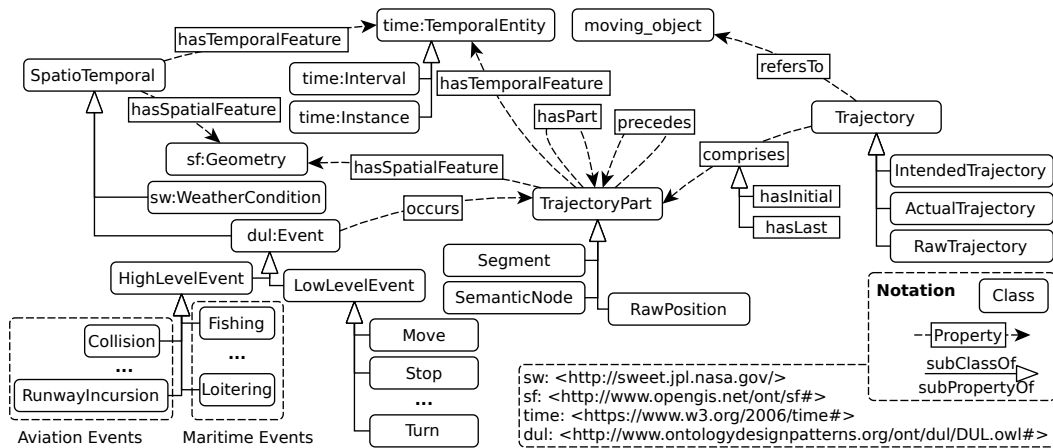 time:TemporalEntity
moving_object
hasTemporalFeature
SpatioTemporal
time:Interval
hasTemporalFeature
refersTo
hasSpatialFeature
time:Instance
hasPart
precedes
Trajectory
sf:Geometry
hasSpatialFeature
comprises
IntendedTrajectory
sw:WeatherCondition
occurs
TrajectoryPart
hasInitial
ActualTrajectory
hasLast
dul:Event
RawTrajectory
Segment
HighLevelEvent
LowLevelEvent
SemanticNode
RawPosition
Notation
Class
Property
subClassOf
subPropertyOf
Collision
...
RunwayIncursion
Aviation Events
Fishing
...
Loitering
Maritime Events
Move
Stop
...
Turn
sw: <http://sweet.jpl.nasa.gov/>
sf: <http://www.opengis.net/ont/sf#>
time: <https://www.w3.org/2006/time#>
dul: <http://www.ontologydesignpatterns.org/ont/dul/DUL.owl#>